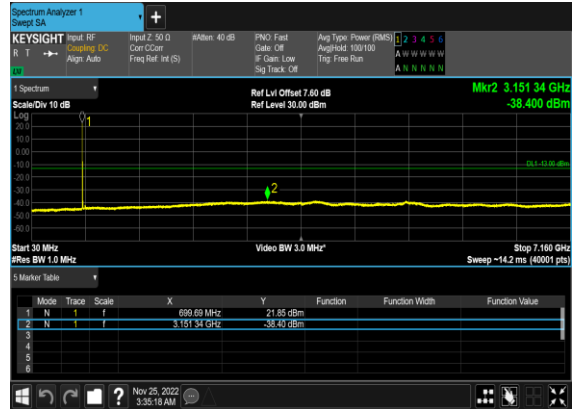 Spectrum Analyzer 1
Swept SA
+
KEYSIGHT Input: RF Input Z: 50 Ω #Atten: 40 dB PNO: Fast Avg Type: Power (RMS) 1 2 3 4 5 6
R T Coupling: DC Corr CCorr Gate: Off Avg|Hold: 100/100 A W W W W W
Align: Auto Freq Ref: Int (S) IF Gain: Low Trig: Free Run
Sig Track: Off A N N N N N
1 Spectrum Ref Lvl Offset 7.60 dB Mkr2 3.151 34 GHz
Scale/Div 10 dB Ref Level 30.00 dBm -38.400 dBm
Log
20.0
10.0
0.00
-10.0
-20.0
-30.0
-40.0
-50.0
-60.0
1
2
DL1 -13.00 dBm
Start 30 MHz Video BW 3.0 MHz* Stop 7.160 GHz
#Res BW 1.0 MHz Sweep ~14.2 ms (40001 pts)
5 Marker Table
Mode Trace Scale X Y Function Function Width Function Value
1 N 1 f 699.69 MHz 21.85 dBm
2 N 1 f 3.151 34 GHz -38.40 dBm
3
4
5
6
? Nov 25, 2022
3:35:18 AM